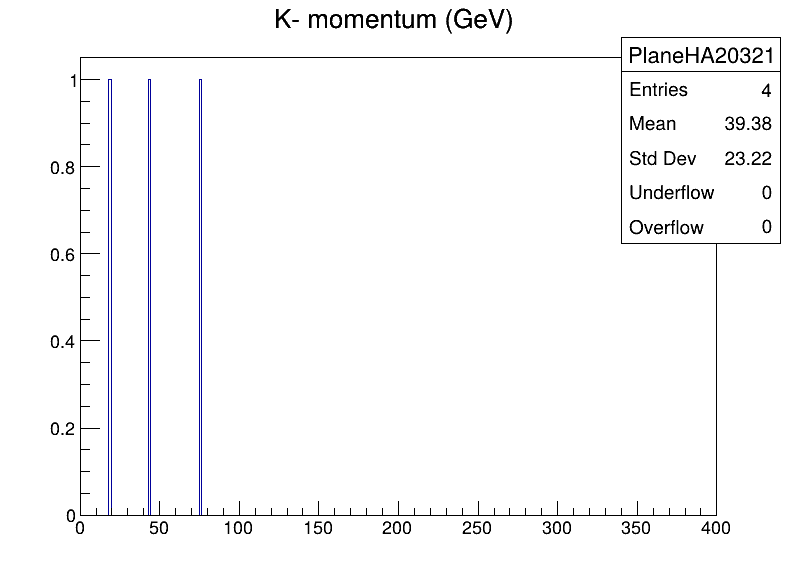 K- momentum (GeV)
PlaneHA20321
Entries 4
Mean 39.38
Std Dev 23.22
Underflow 0
Overflow 0
1
0.8
0.6
0.4
0.2
0
0 50 100 150 200 250 300 350 400